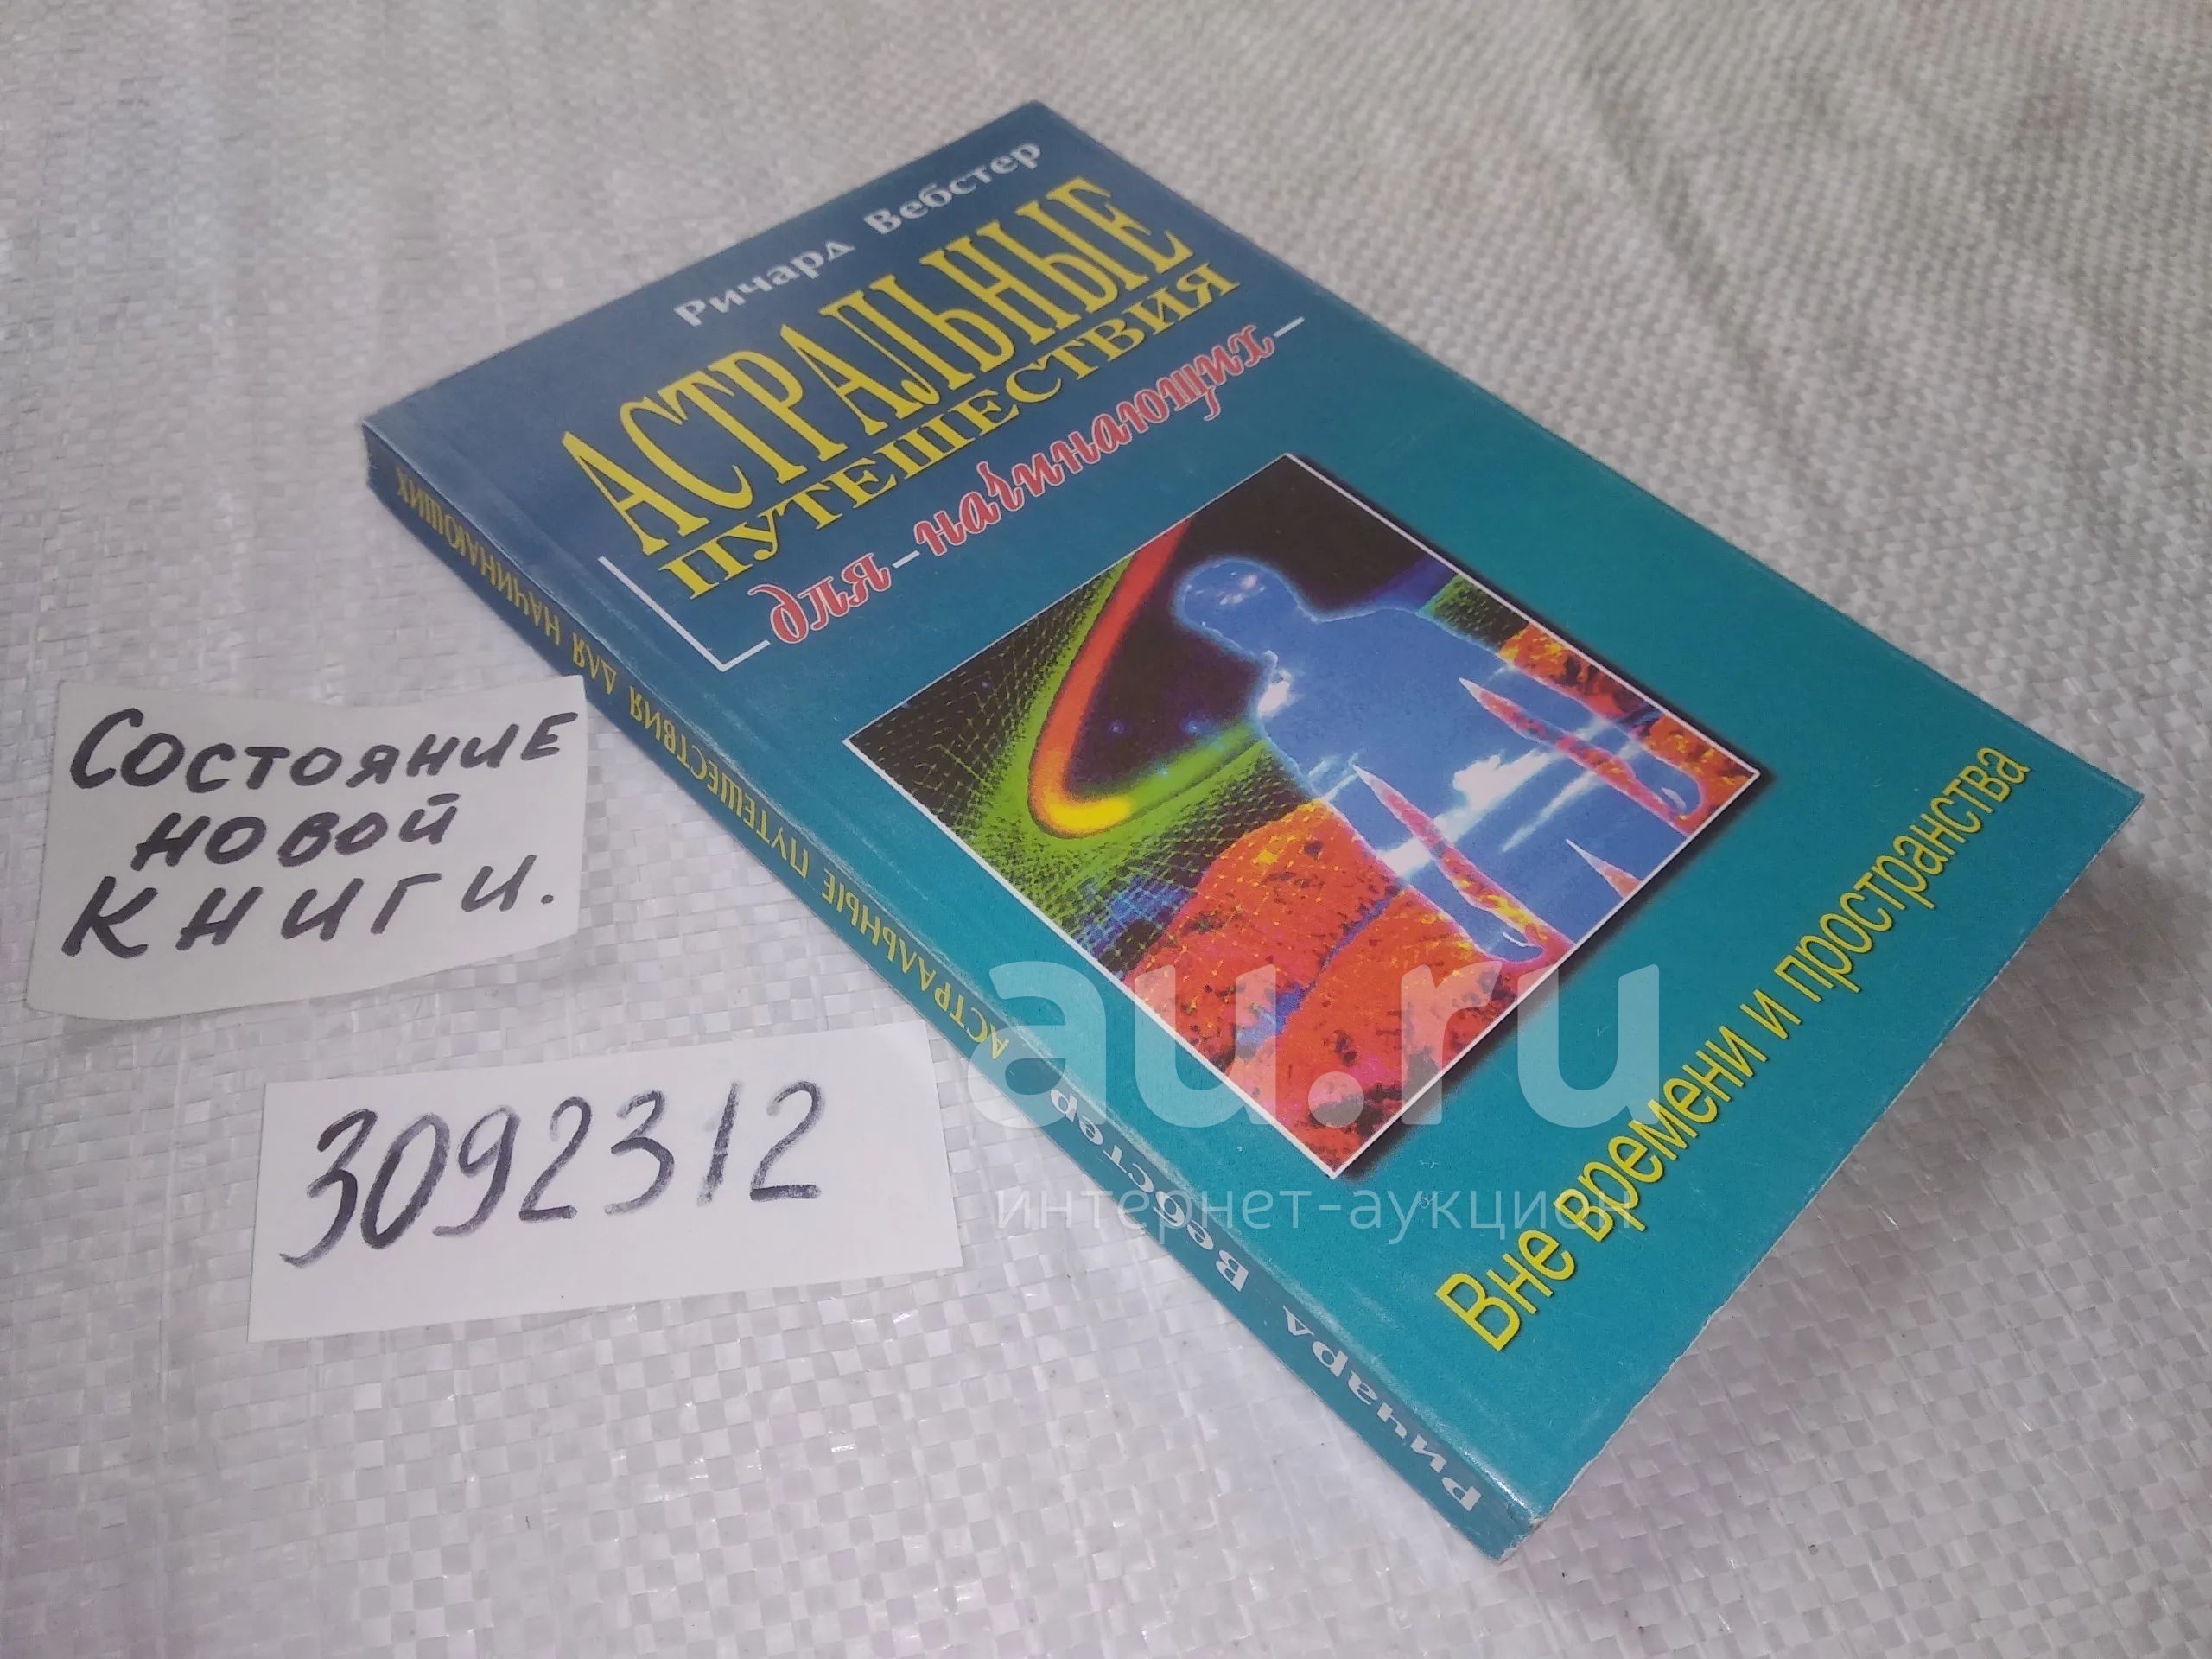 Ричард Вебстер
АСТРАЛЬНЫЕ
ПУТЕШЕСТВИЯ
для начинающих
Вне времени и пространства
Ричард Вебстер АСТРАЛЬНЫЕ ПУТЕШЕСТВИЯ ДЛЯ НАЧИНАЮЩИХ
Состояние
новой
книги.
3092312
au.ru
интернет-аукцион